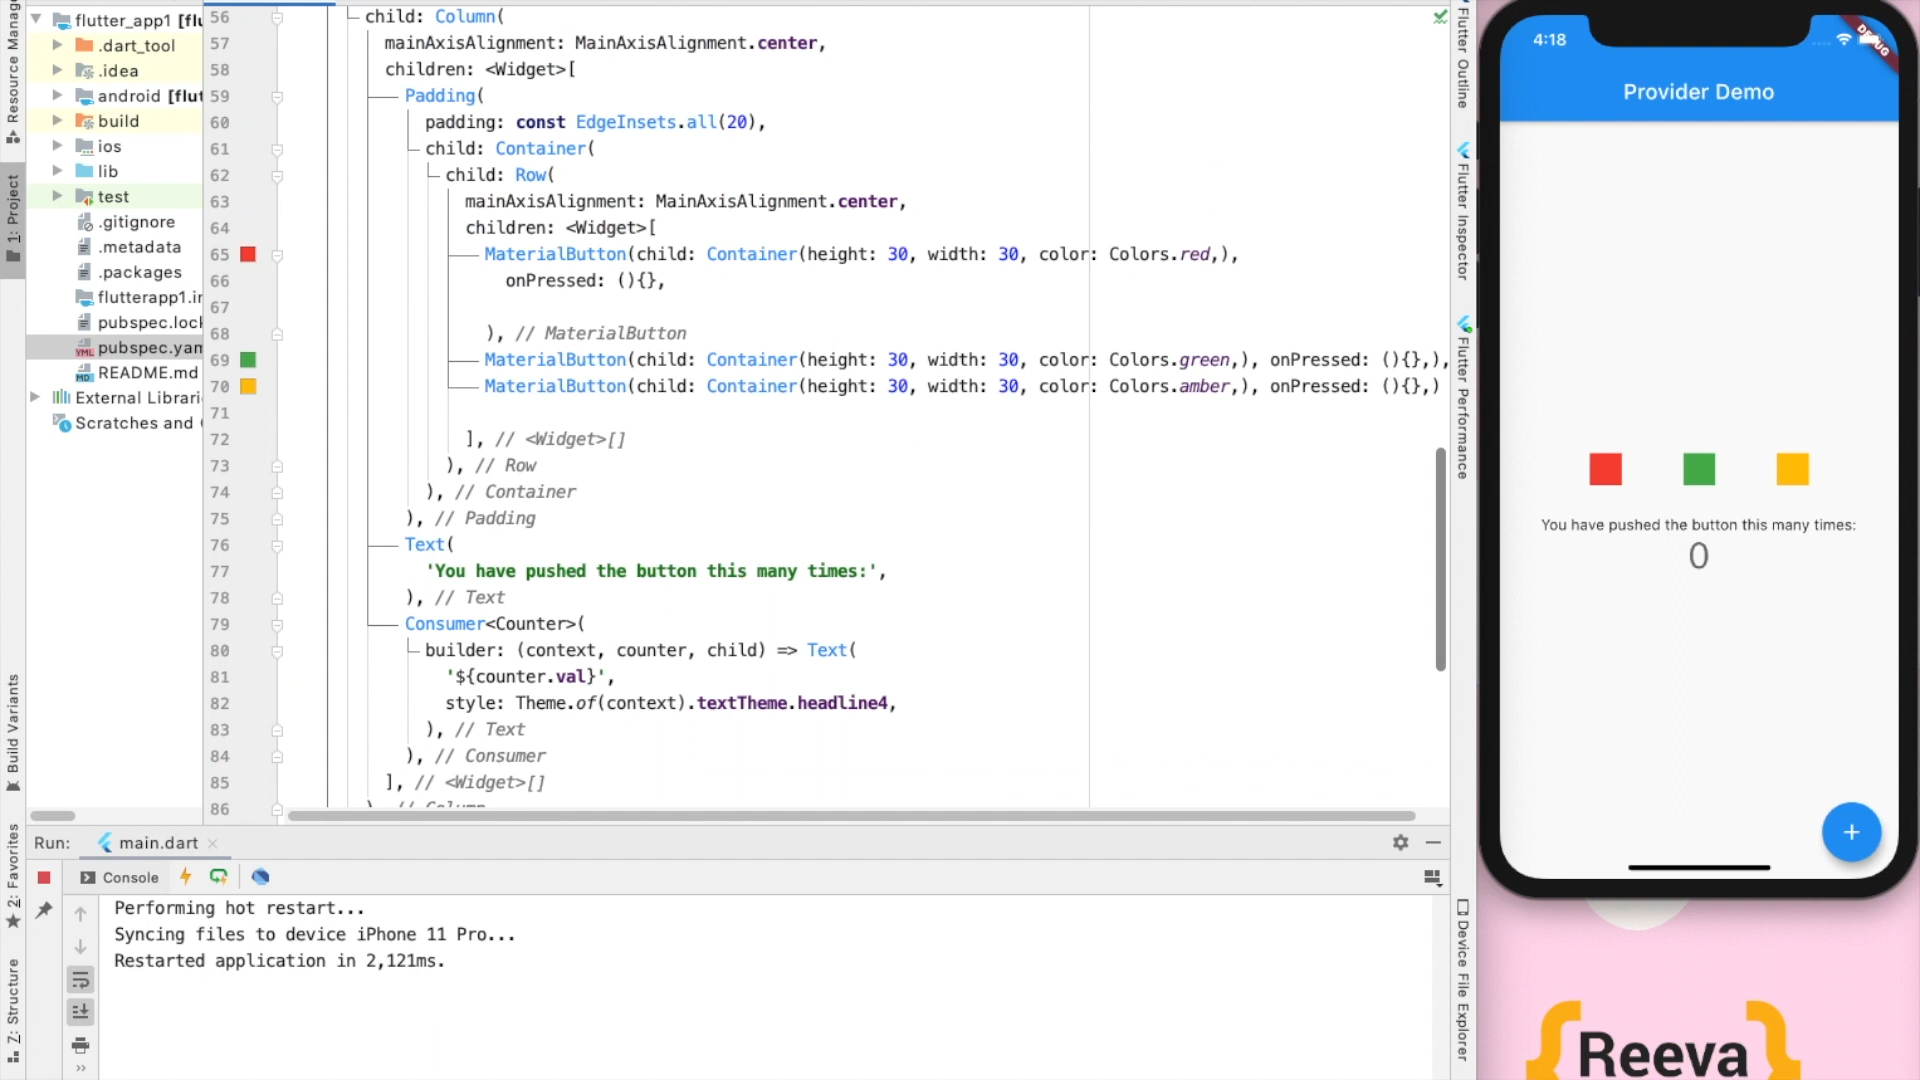 Resource Manag
1: Project
Build Variants
2: Favorites
7: Structure
flutter_app1 [flu
.dart_tool
.idea
android [flut
build
ios
lib
test
.gitignore
.metadata
.packages
flutterapp1.in
pubspec.lock
pubspec.yam
YML
README.md
MD
External Librari
Scratches and
56 child: Column(
57 mainAxisAlignment: MainAxisAlignment.center,
58 children: <Widget>[
59 Padding(
60 padding: const EdgeInsets.all(20),
61 child: Container(
62 child: Row(
63 mainAxisAlignment: MainAxisAlignment.center,
64 children: <Widget>[
65 MaterialButton(child: Container(height: 30, width: 30, color: Colors.red,),
66 onPressed: (){},
67
68 ), // MaterialButton
69 MaterialButton(child: Container(height: 30, width: 30, color: Colors.green,), onPressed: (){},),
70 MaterialButton(child: Container(height: 30, width: 30, color: Colors.amber,), onPressed: (){},)
71
72 ], // <Widget>[]
73 ), // Row
74 ), // Container
75 ), // Padding
76 Text(
77 'You have pushed the button this many times:',
78 ), // Text
79 Consumer<Counter>(
80 builder: (context, counter, child) => Text(
81 '${counter.val}',
82 style: Theme.of(context).textTheme.headline4,
83 ), // Text
84 ), // Consumer
85 ], // <Widget>[]
86 ), // Column
Run: main.dart
Console
Performing hot restart...
Syncing files to device iPhone 11 Pro...
Restarted application in 2,121ms.
Flutter Outline
Flutter Inspector
Flutter Performance
Device File Explorer
4:18
DEBUG
Provider Demo
You have pushed the button this many times:
0
+
{Reeva}